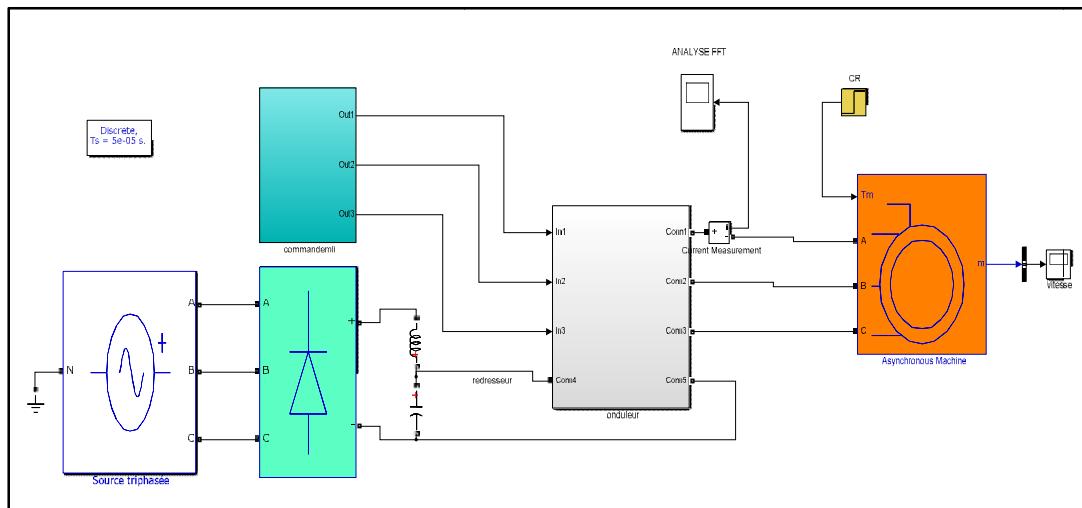 ANALYSE FFT
CR
Discrete,
Ts = 5e-05 s.
Out1
Out2
Out3
commandemli
Tm
In1
In2
In3
Conn1
Conn2
Conn3
Conn4
Conn5
onduleur
+
i
-
Current Measurement
A
B
C
m
Asynchronous Machine
vitesse
N
A
B
C
Source triphasée
A
B
C
+
-
+
redresseur